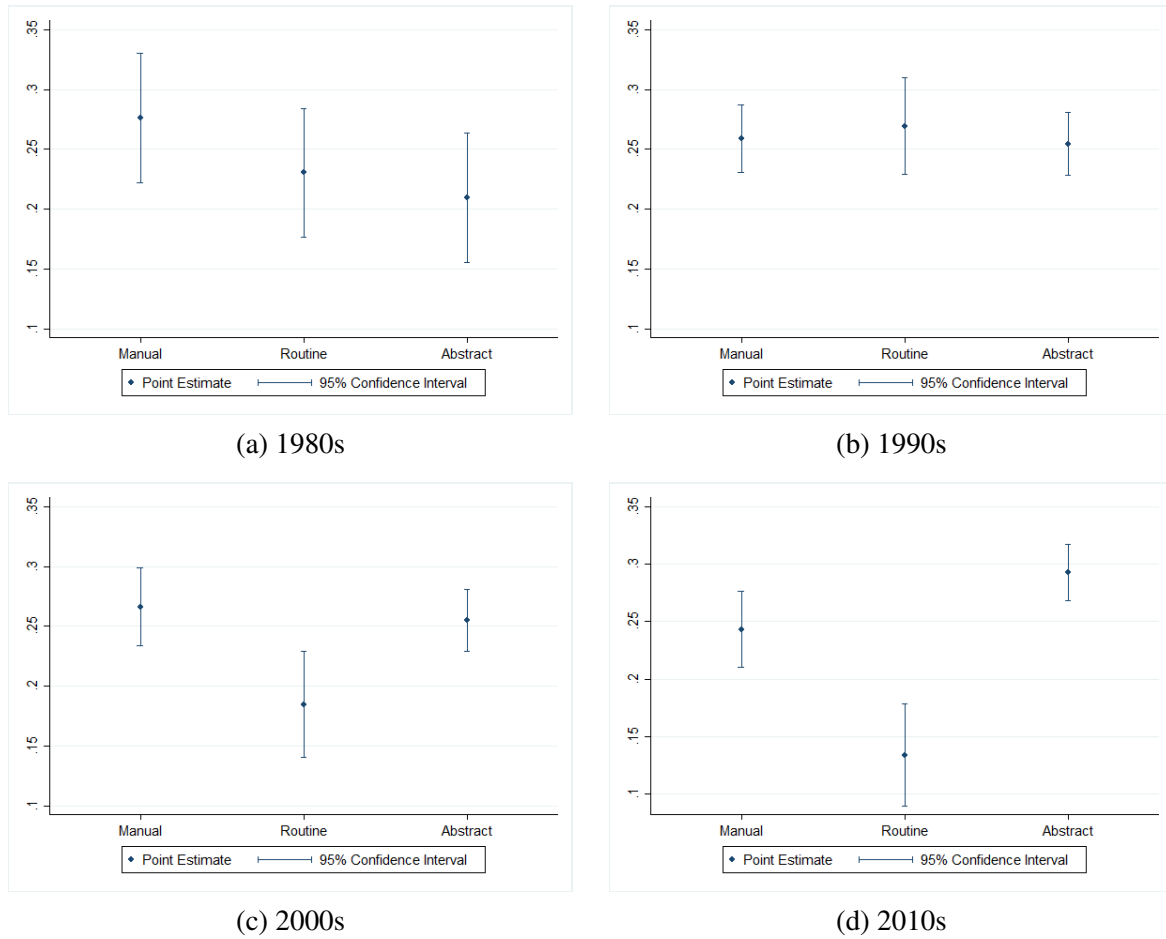 .35
.3
.25
.2
.15
.1
Manual Routine Abstract
Point Estimate 95% Confidence Interval
(a) 1980s
.35
.3
.25
.2
.15
.1
Manual Routine Abstract
Point Estimate 95% Confidence Interval
(b) 1990s
.35
.3
.25
.2
.15
.1
Manual Routine Abstract
Point Estimate 95% Confidence Interval
(c) 2000s
.35
.3
.25
.2
.15
.1
Manual Routine Abstract
Point Estimate 95% Confidence Interval
(d) 2010s